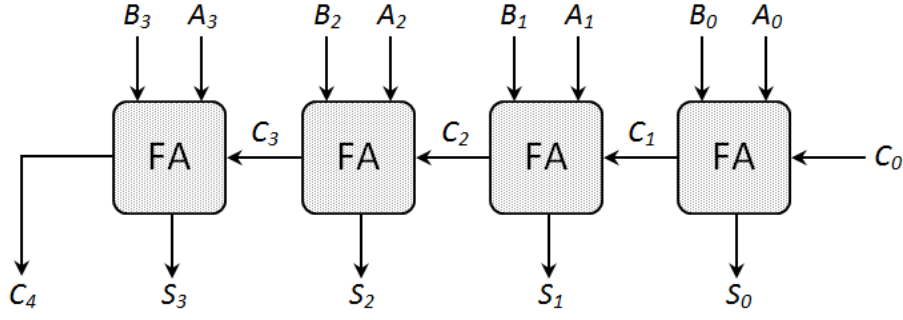 B₃ A₃ B₂ A₂ B₁ A₁ B₀ A₀
FA C₃ FA C₂ FA C₁ FA C₀
C₄ S₃ S₂ S₁ S₀